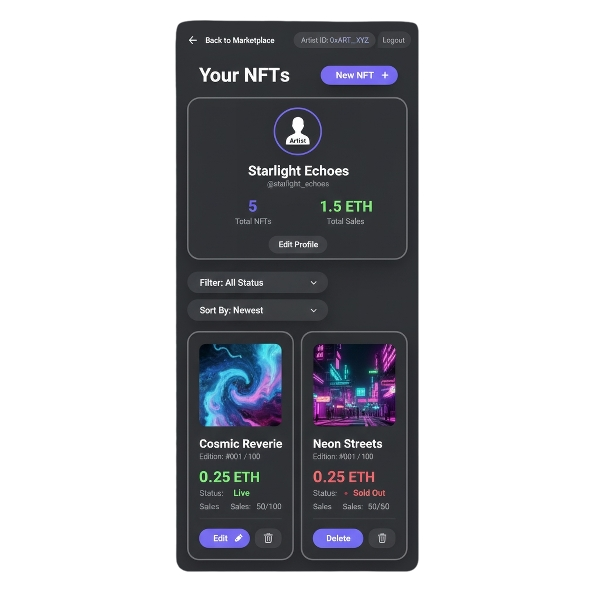 Back to Marketplace
Artist ID: 0xART_XYZ
Logout
Your NFTs
New NFT +
Artist
Starlight Echoes
@starlight_echoes
5
Total NFTs
1.5 ETH
Total Sales
Edit Profile
Filter: All Status
Sort By: Newest
Cosmic Reverie
Edition: #001 / 100
0.25 ETH
Status: Live
Sales Sales: 50/100
Edit
Neon Streets
Edition: #001 / 100
0.25 ETH
Status: • Sold Out
Sales Sales: 50/50
Delete